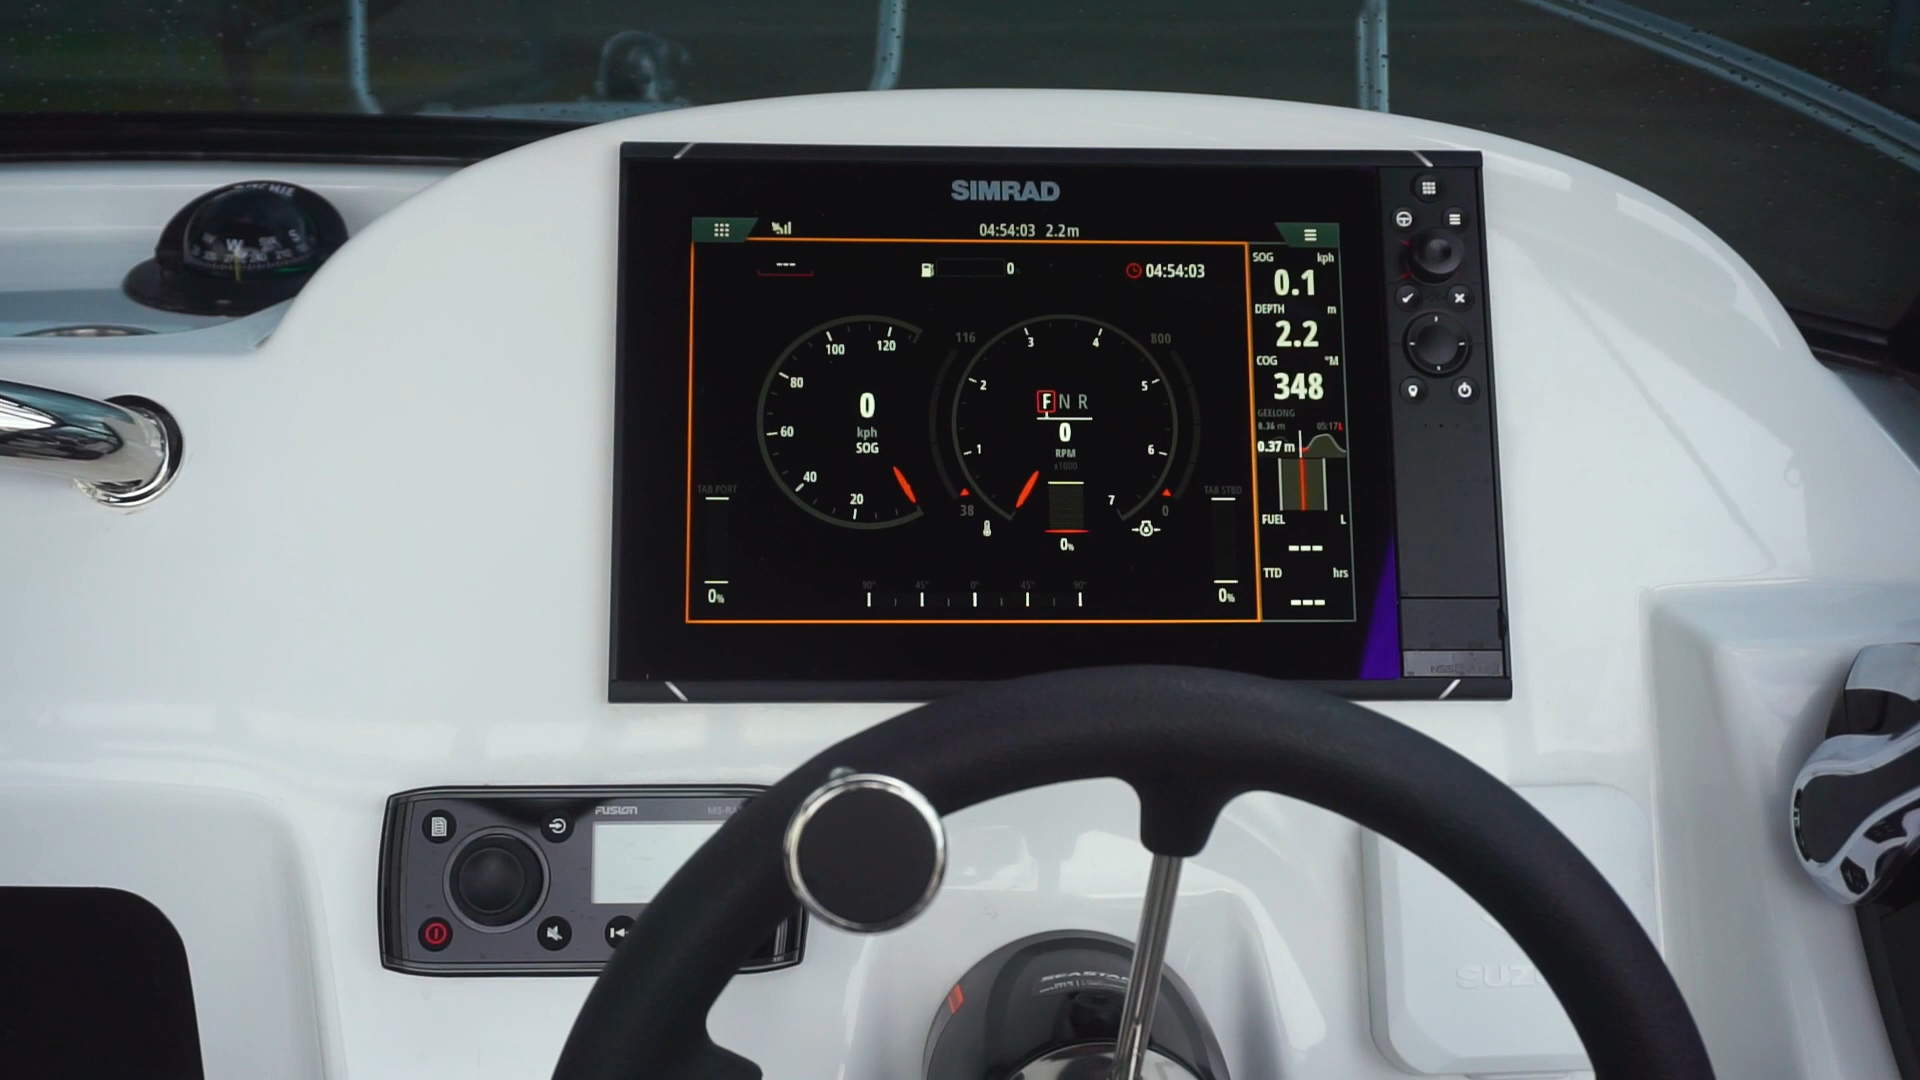 SIMRAD
04:54:03 2.2m
---
0
04:54:03
SOG kph
0.1
DEPTH m
2.2
COG °M
348
GEELONG
05:17
0.37 m
FUEL L
---
TTD hrs
---
20
40
60
80
100
120
0
kph
SOG
116
38
1
2
3
4
5
6
7
F N R
0
RPM
x1000
0%
800
0
TAB PORT
0%
TAB STBD
0%
90° 45° 0° 45° 90°
W
S
FUSION
SEASTAR